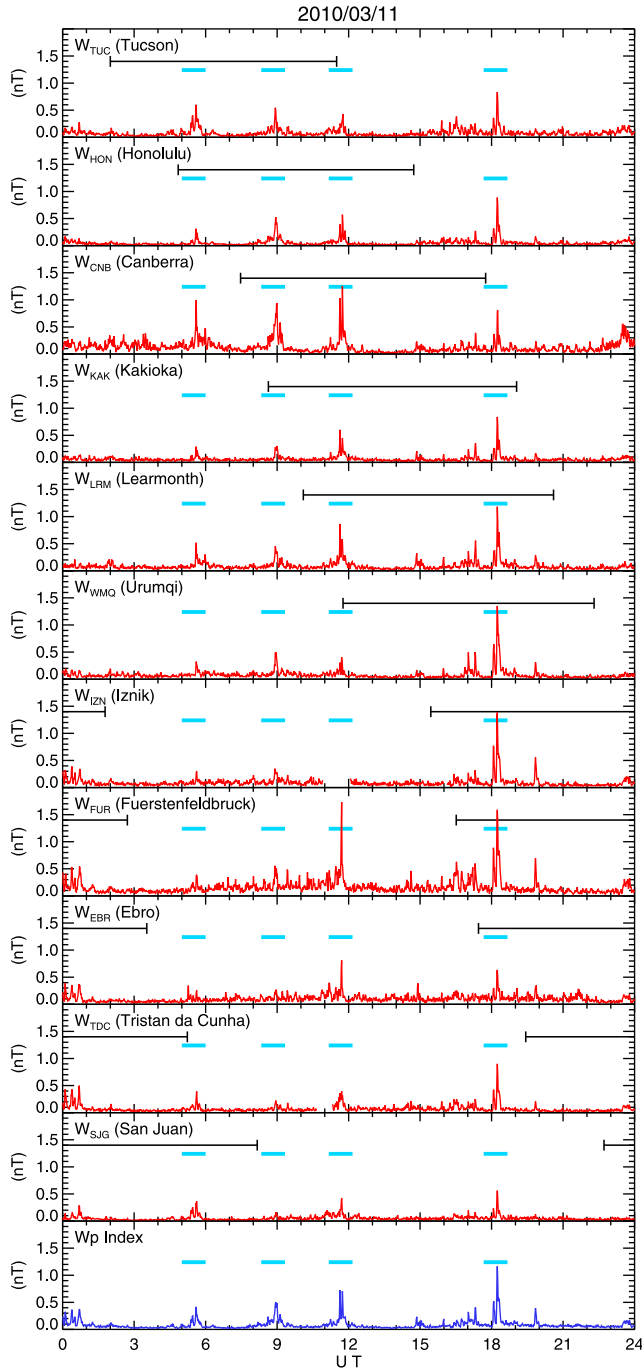 2010/03/11
W_TUC (Tucson)
(nT)
1.5
1.0
0.5
0.0
W_HON (Honolulu)
(nT)
1.5
1.0
0.5
0.0
W_CNB (Canberra)
(nT)
1.5
1.0
0.5
0.0
W_KAK (Kakioka)
(nT)
1.5
1.0
0.5
0.0
W_LRM (Learmonth)
(nT)
1.5
1.0
0.5
0.0
W_WMQ (Urumqi)
(nT)
1.5
1.0
0.5
0.0
W_IZN (Iznik)
(nT)
1.5
1.0
0.5
0.0
W_FUR (Fuerstenfeldbruck)
(nT)
1.5
1.0
0.5
0.0
W_EBR (Ebro)
(nT)
1.5
1.0
0.5
0.0
W_TDC (Tristan da Cunha)
(nT)
1.5
1.0
0.5
0.0
W_SJG (San Juan)
(nT)
1.5
1.0
0.5
0.0
Wp Index
(nT)
1.5
1.0
0.5
0.0
0 3 6 9 12 15 18 21 24
U T